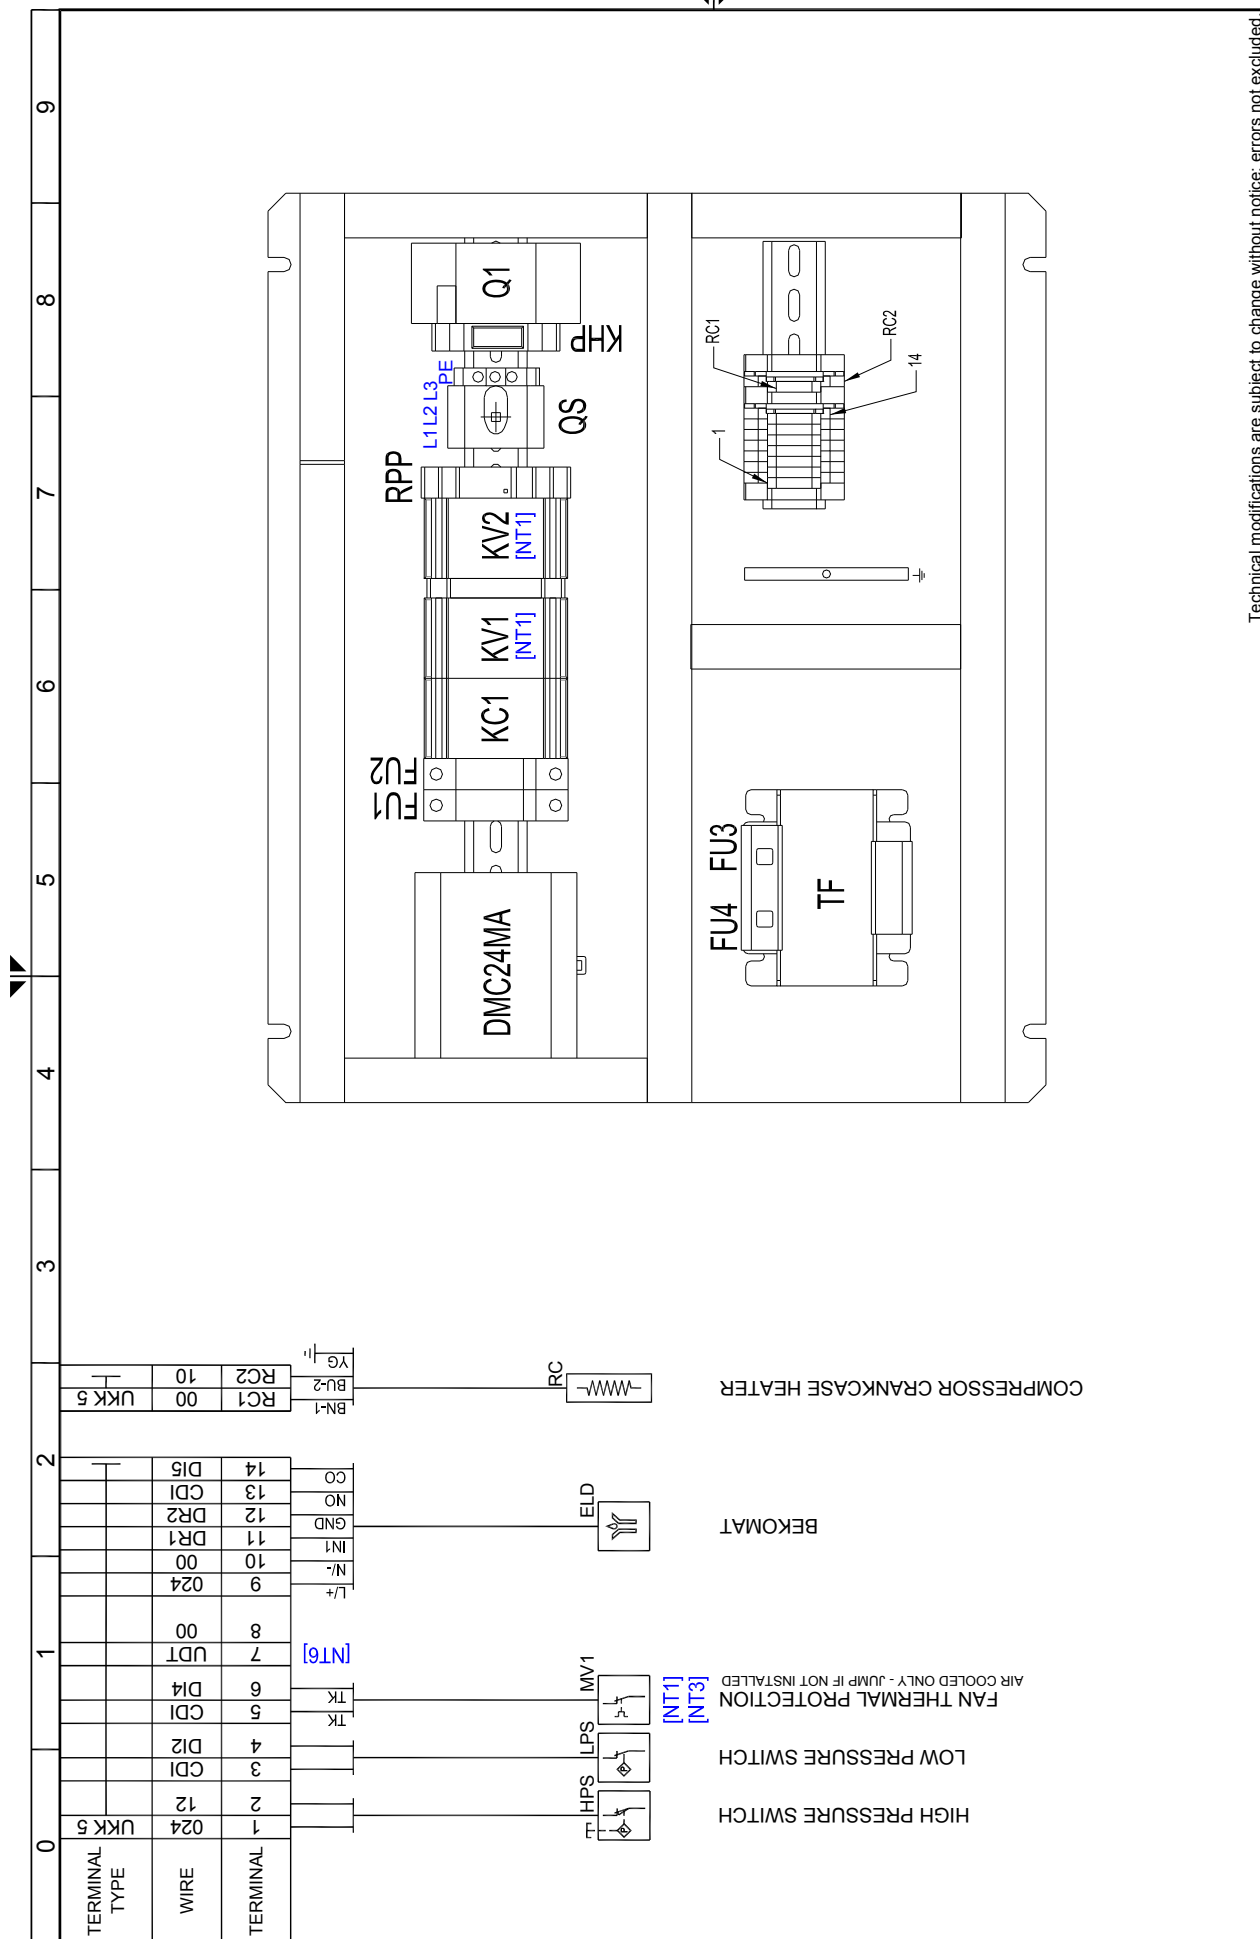 0
1
2
3
4
5
6
7
8
9
TERMINAL
TYPE
UKK 5
UKK 5
WIRE
024
12
CDI
DI2
CDI
DI4
UDT
00
024
00
DR1
DR2
CDI
DI5
00
10
TERMINAL
1
2
3
4
5
6
7
8
9
10
11
12
13
14
RC1
RC2
TK
TK
[NT6]
L/+
N/-
IN1
GND
NO
CO
BN-1
BU-2
YG
HPS
LPS
MV1
ELD
RC
[NT1]
[NT3]
HIGH PRESSURE SWITCH
LOW PRESSURE SWITCH
FAN THERMAL PROTECTION
AIR COOLED ONLY - JUMP IF NOT INSTALLED
BEKOMAT
COMPRESSOR CRANKCASE HEATER
DMC24MA
FU1
FU2
KC1
KV1
[NT1]
KV2
[NT1]
RPP
L1 L2 L3
PE
QS
KHP
Q1
FU4
FU3
TF
1
RC1
14
RC2
Technical modifications are subject to change without notice; errors not excluded.